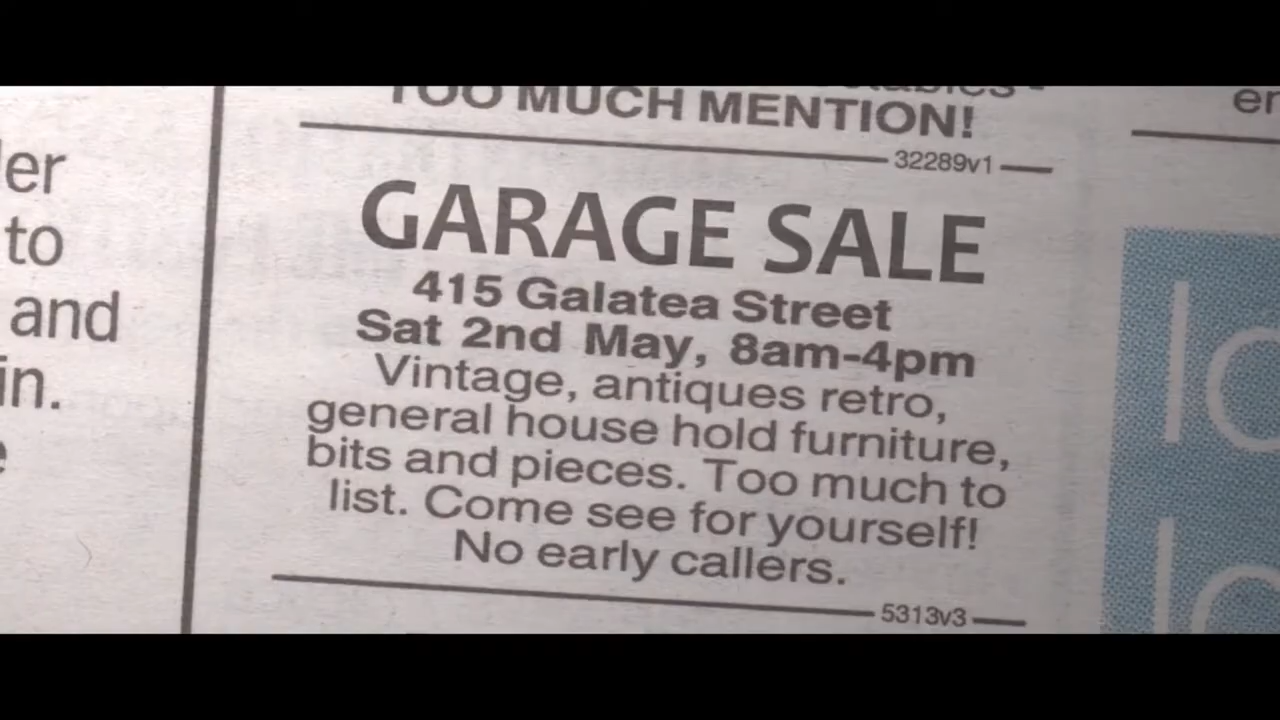 TOO MUCH MENTION!
32289v1
GARAGE SALE
415 Galatea Street
Sat 2nd May, 8am-4pm
Vintage, antiques retro,
general house hold furniture,
bits and pieces. Too much to
list. Come see for yourself!
No early callers.
5313v3
to
and
in.